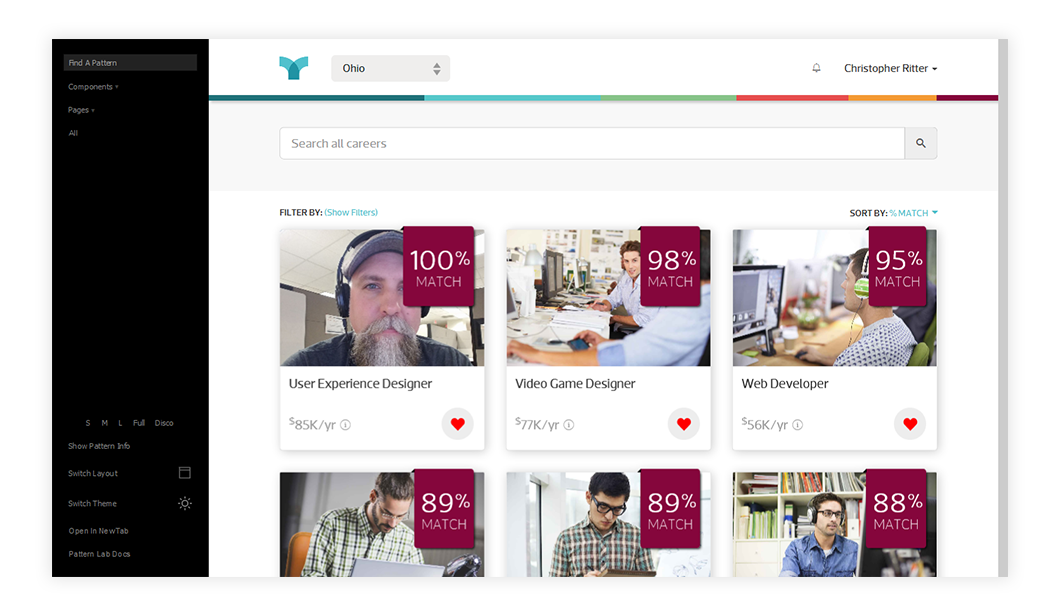 Find A Pattern
Components
Pages
All
S M L Full Disco
Show Pattern Info
Switch Layout
Switch Theme
Open In New Tab
Pattern Lab Docs
Ohio
Christopher Ritter
Search all careers
FILTER BY: (Show Filters)
SORT BY: % MATCH
100%
MATCH
98%
MATCH
95%
MATCH
User Experience Designer
Video Game Designer
Web Developer
$85K/yr
$77K/yr
$56K/yr
89%
MATCH
89%
MATCH
88%
MATCH